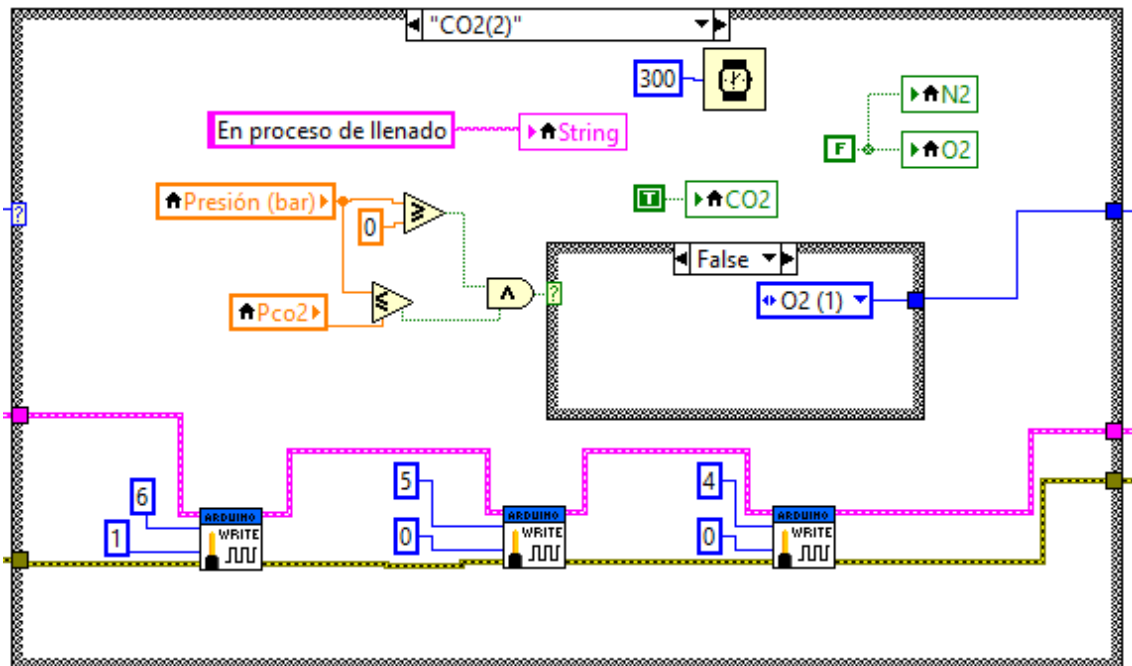 "CO2(2)"
300
N2
En proceso de llenado
String
F
O2
T
CO2
Presión (bar)
0
≥
False
?
≤
∧
?
O2 (1)
Pco2
6
5
4
ARDUINO
ARDUINO
ARDUINO
1
WRITE
0
WRITE
0
WRITE